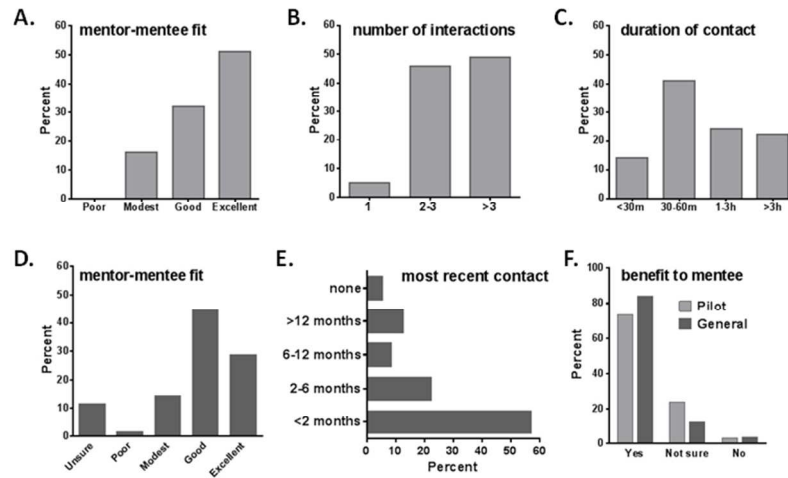 A.
mentor-mentee fit
Percent
60
50
40
30
20
10
0
Poor Modest Good Excellent
B.
number of interactions
Percent
60
50
40
30
20
10
0
1 2-3 >3
C.
duration of contact
Percent
60
50
40
30
20
10
0
<30m 30-60m 1-3h >3h
D.
mentor-mentee fit
Percent
60
50
40
30
20
10
0
Unsure Poor Modest Good Excellent
E.
most recent contact
none
>12 months
6-12 months
2-6 months
<2 months
0 10 20 30 40 50 60
Percent
F.
benefit to mentee
Pilot
General
Percent
100
80
60
40
20
0
Yes Not sure No